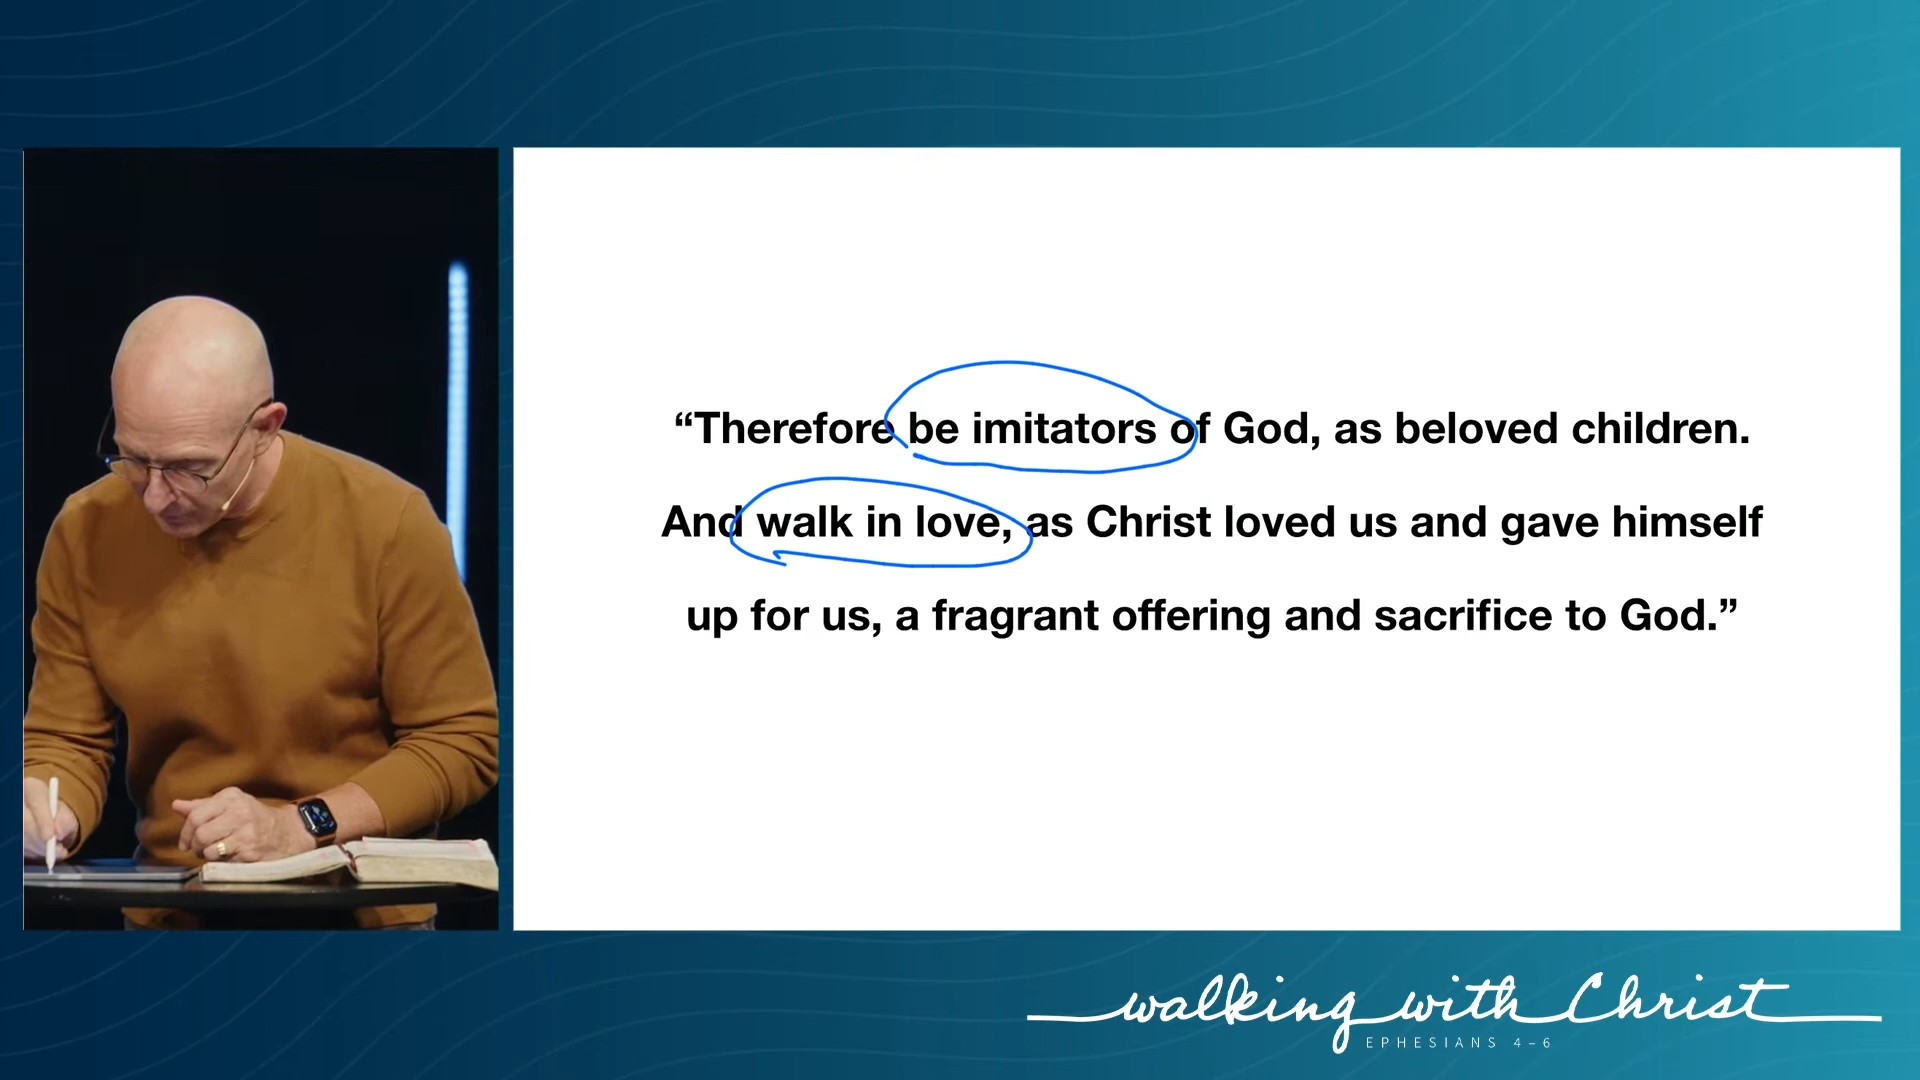 “Therefore be imitators of God, as beloved children.
And walk in love, as Christ loved us and gave himself
up for us, a fragrant offering and sacrifice to God.”
walking with Christ
EPHESIANS 4–6